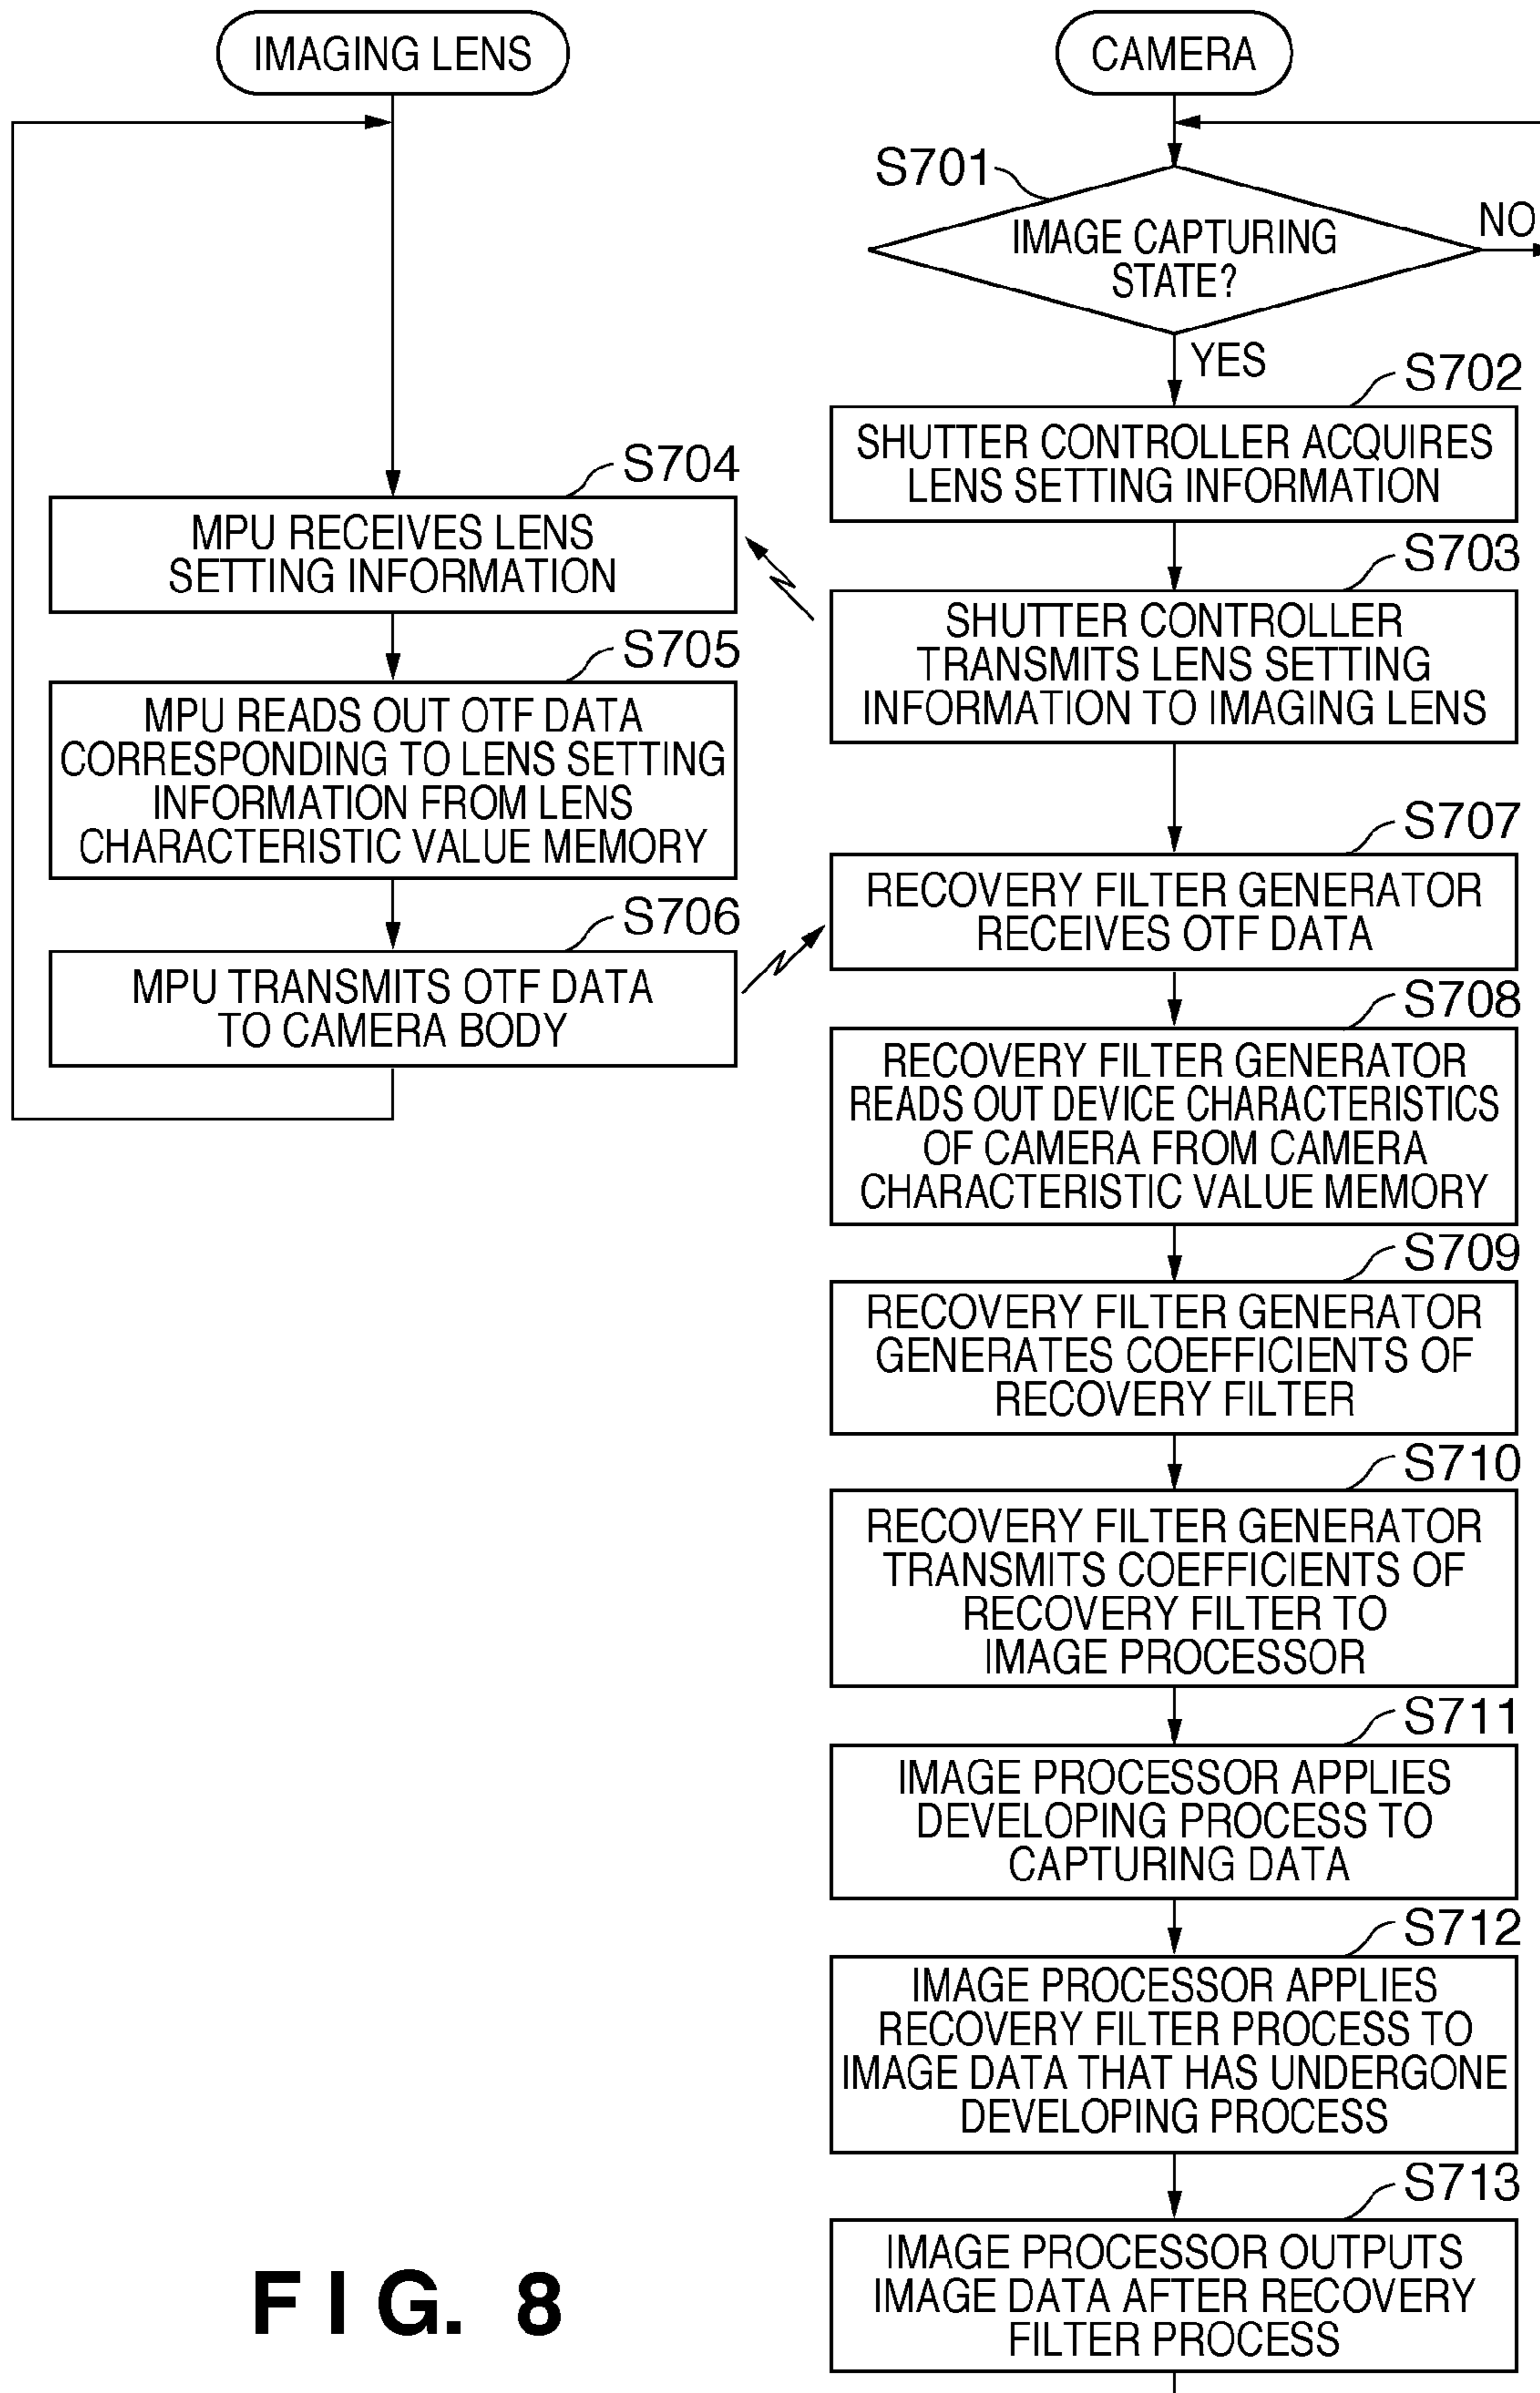 IMAGING LENS
CAMERA
S701
IMAGE CAPTURING
STATE?
NO
YES
S702
SHUTTER CONTROLLER ACQUIRES
LENS SETTING INFORMATION
S703
SHUTTER CONTROLLER
TRANSMITS LENS SETTING
INFORMATION TO IMAGING LENS
S704
MPU RECEIVES LENS
SETTING INFORMATION
S705
MPU READS OUT OTF DATA
CORRESPONDING TO LENS SETTING
INFORMATION FROM LENS
CHARACTERISTIC VALUE MEMORY
S706
MPU TRANSMITS OTF DATA
TO CAMERA BODY
S707
RECOVERY FILTER GENERATOR
RECEIVES OTF DATA
S708
RECOVERY FILTER GENERATOR
READS OUT DEVICE CHARACTERISTICS
OF CAMERA FROM CAMERA
CHARACTERISTIC VALUE MEMORY
S709
RECOVERY FILTER GENERATOR
GENERATES COEFFICIENTS OF
RECOVERY FILTER
S710
RECOVERY FILTER GENERATOR
TRANSMITS COEFFICIENTS OF
RECOVERY FILTER TO
IMAGE PROCESSOR
S711
IMAGE PROCESSOR APPLIES
DEVELOPING PROCESS TO
CAPTURING DATA
S712
IMAGE PROCESSOR APPLIES
RECOVERY FILTER PROCESS TO
IMAGE DATA THAT HAS UNDERGONE
DEVELOPING PROCESS
S713
IMAGE PROCESSOR OUTPUTS
IMAGE DATA AFTER RECOVERY
FILTER PROCESS
FIG. 8